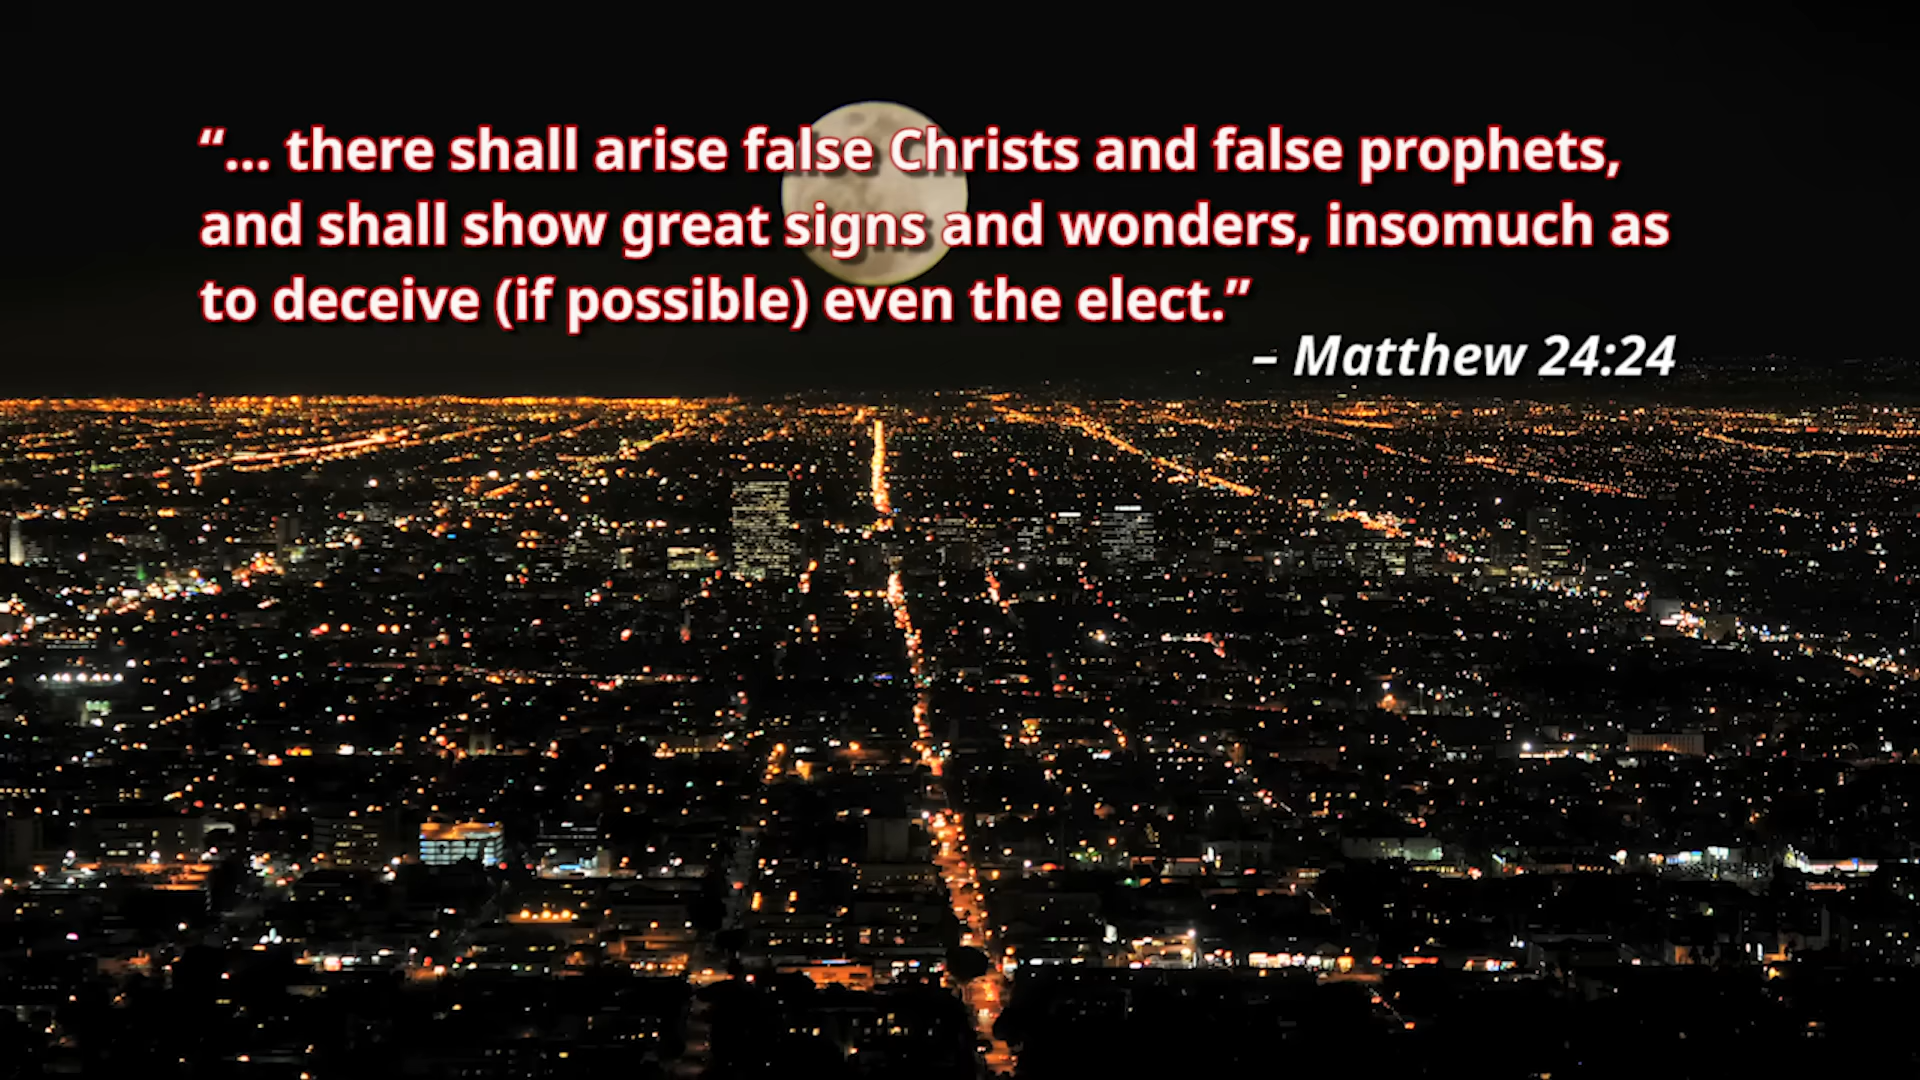 “... there shall arise false Christs and false prophets,
and shall show great signs and wonders, insomuch as
to deceive (if possible) even the elect.”
– Matthew 24:24